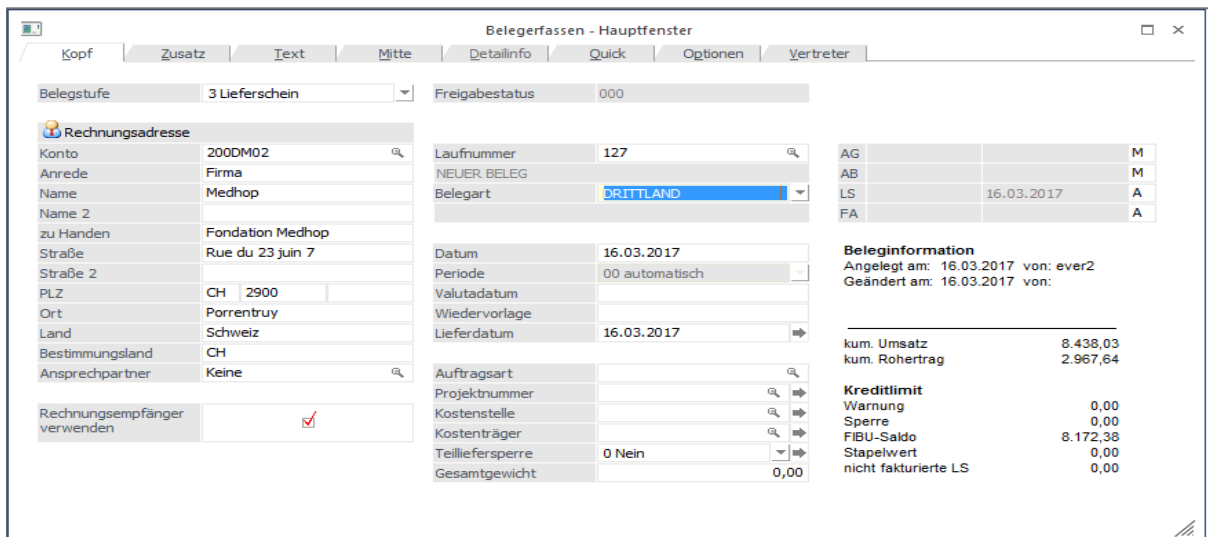 Belegerfassen - Hauptfenster
Kopf Zusatz Text Mitte Detailinfo Quick Optionen Vertreter
Belegstufe 3 Lieferschein
Freigabestatus 000
Rechnungsadresse
Konto 200DM02
Anrede Firma
Name Medhop
Name 2
zu Handen Fondation Medhop
Straße Rue du 23 juin 7
Straße 2
PLZ CH 2900
Ort Porrentruy
Land Schweiz
Bestimmungsland CH
Ansprechpartner Keine
Rechnungsempfänger
verwenden
Laufnummer 127
NEUER BELEG
Belegart DRITTLAND
Datum 16.03.2017
Periode 00 automatisch
Valutadatum
Wiedervorlage
Lieferdatum 16.03.2017
Auftragsart
Projektnummer
Kostenstelle
Kostenträger
Teilliefersperre 0 Nein
Gesamtgewicht 0,00
AG M
AB M
LS 16.03.2017 A
FA A
Beleginformation
Angelegt am: 16.03.2017 von: ever2
Geändert am: 16.03.2017 von:
kum. Umsatz 8.438,03
kum. Rohertrag 2.967,64
Kreditlimit
Warnung 0,00
Sperre 0,00
FIBU-Saldo 8.172,38
Stapelwert 0,00
nicht fakturierte LS 0,00